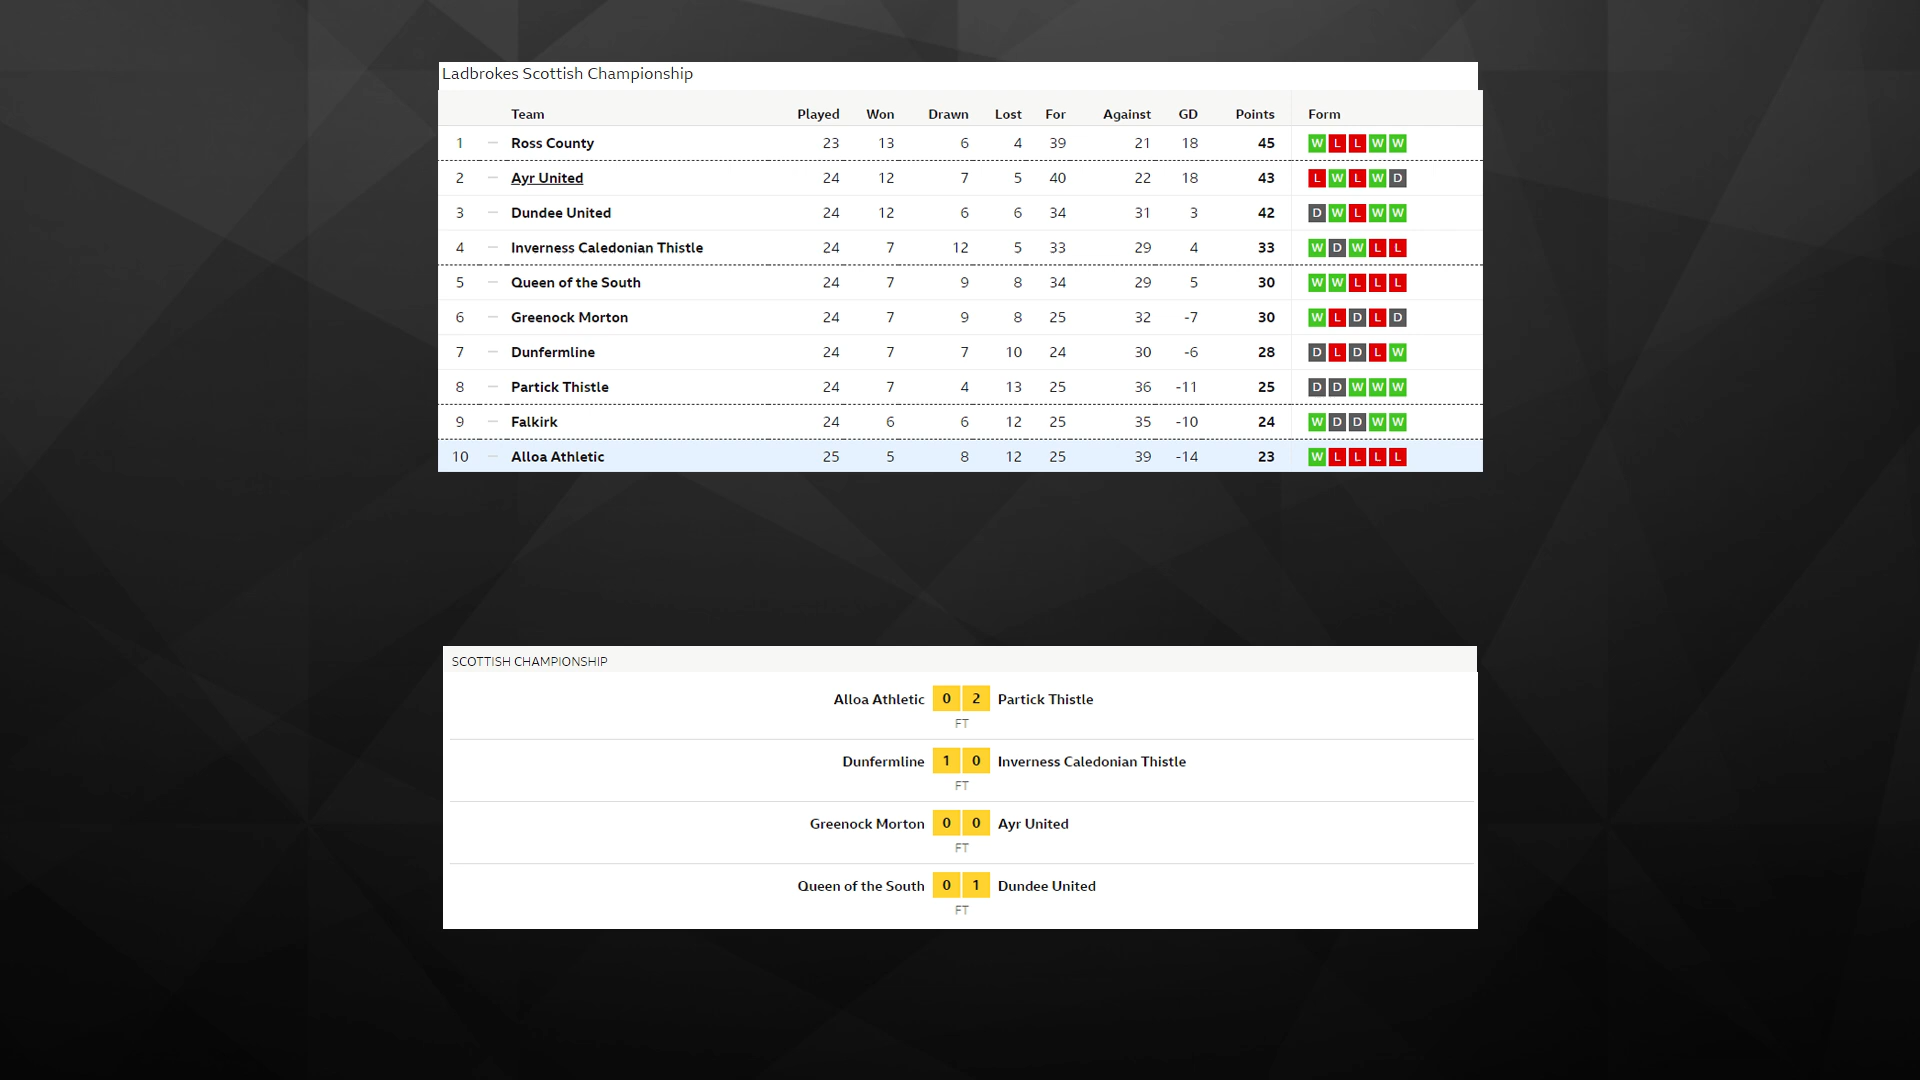 Ladbrokes Scottish Championship
Team Played Won Drawn Lost For Against GD Points Form
1 Ross County 23 13 6 4 39 21 18 45 W L L W W
2 Ayr United 24 12 7 5 40 22 18 43 L W L W D
3 Dundee United 24 12 6 6 34 31 3 42 D W L W W
4 Inverness Caledonian Thistle 24 7 12 5 33 29 4 33 W D W L L
5 Queen of the South 24 7 9 8 34 29 5 30 W W L L L
6 Greenock Morton 24 7 9 8 25 32 -7 30 W L D L D
7 Dunfermline 24 7 7 10 24 30 -6 28 D L D L W
8 Partick Thistle 24 7 4 13 25 36 -11 25 D D W W W
9 Falkirk 24 6 6 12 25 35 -10 24 W D D W W
10 Alloa Athletic 25 5 8 12 25 39 -14 23 W L L L L
SCOTTISH CHAMPIONSHIP
Alloa Athletic 0 2 Partick Thistle
FT
Dunfermline 1 0 Inverness Caledonian Thistle
FT
Greenock Morton 0 0 Ayr United
FT
Queen of the South 0 1 Dundee United
FT